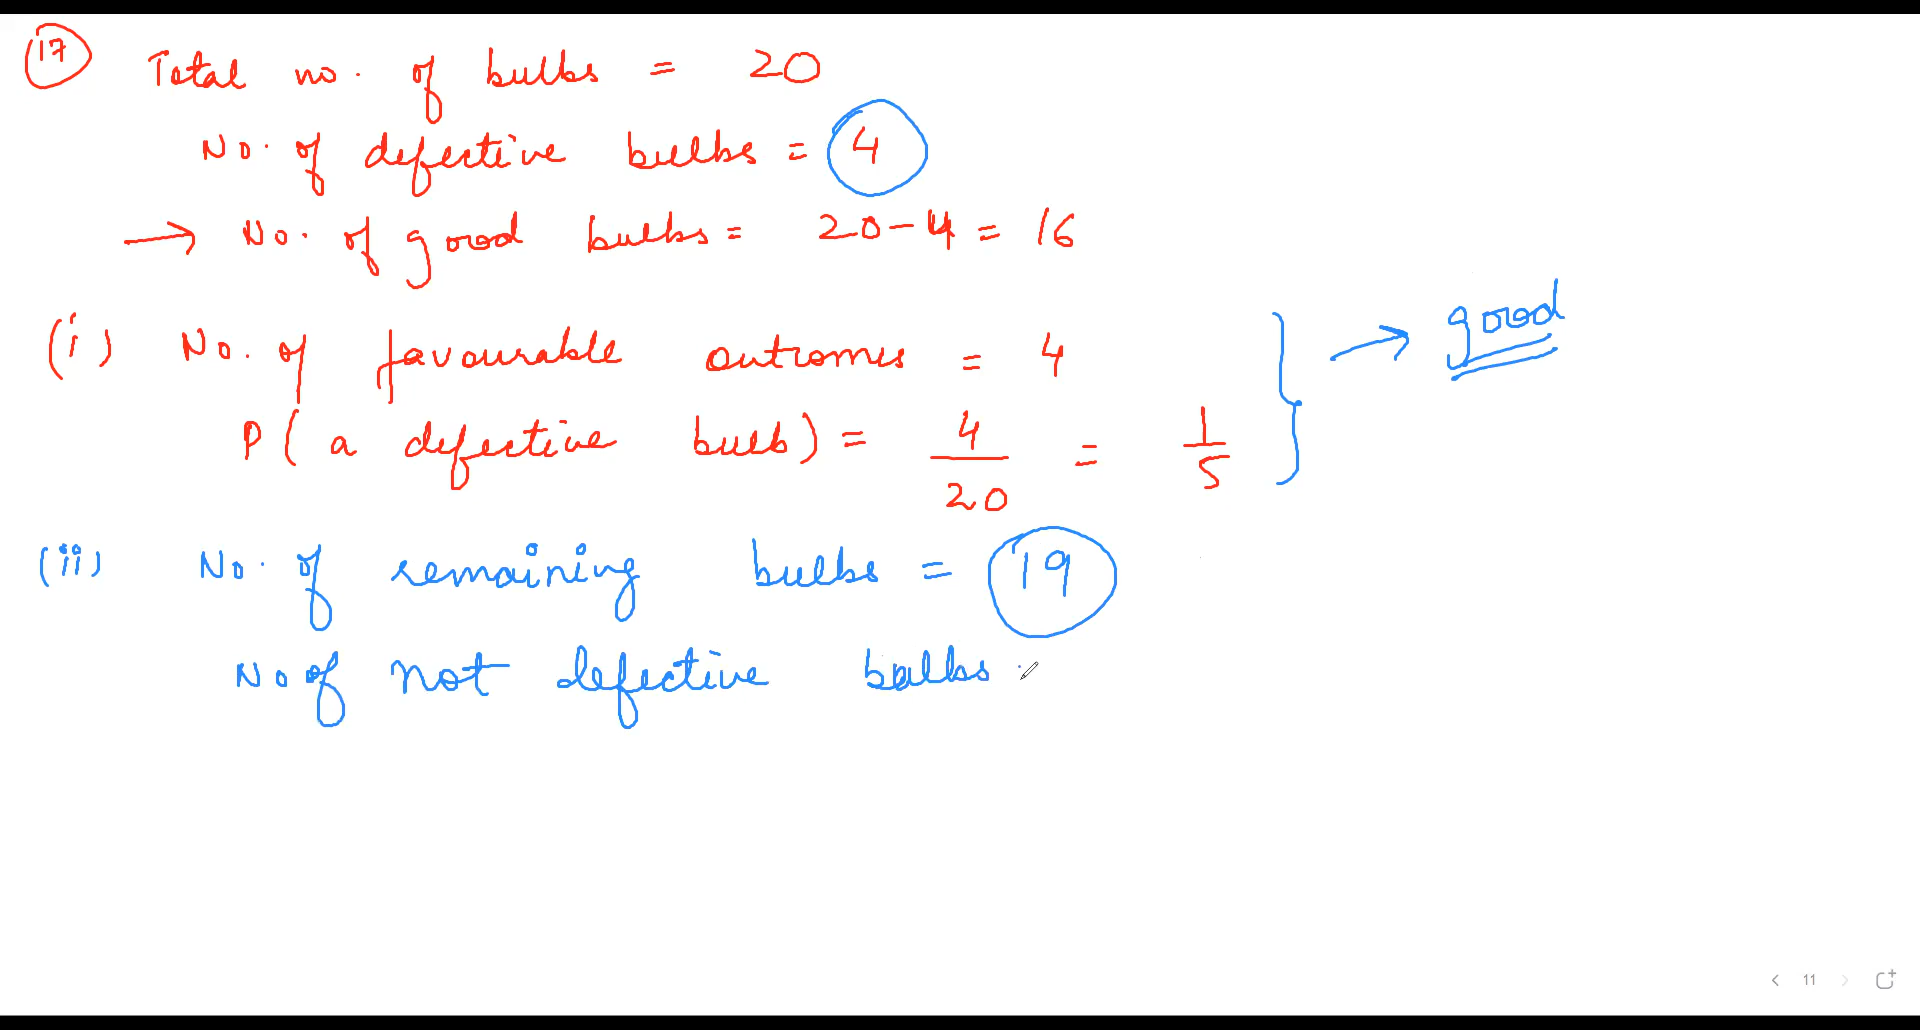 17
Total no. of bulbs = 20
No. of defective bulbs = 4
→ No. of good bulbs = 20 - 4 = 16
(i) No. of favourable outcomes = 4
P( a defective bulb) = 4/20 = 1/5
→ good
(ii) No. of remaining bulbs = 19
No of not defective bulbs
11